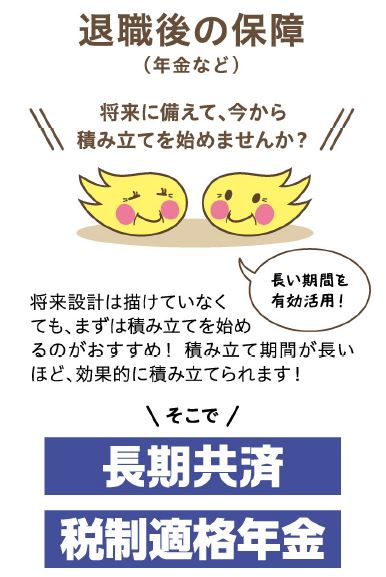 退職後の保障
（年金など）
将来に備えて、今から
積み立てを始めませんか？
長い期間を
有効活用！
将来設計は描けていなく
ても、まずは積み立てを始め
るのがおすすめ！ 積み立て期間が長い
ほど、効果的に積み立てられます！
そこで
長期共済
税制適格年金